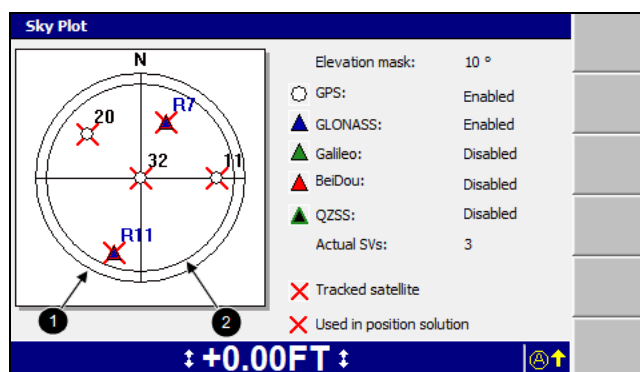 Sky Plot
N
20
R7
32
11
R11
1
2
Elevation mask: 10 °
GPS: Enabled
GLONASS: Enabled
Galileo: Disabled
BeiDou: Disabled
QZSS: Disabled
Actual SVs: 3
Tracked satellite
Used in position solution
+0.00FT
A